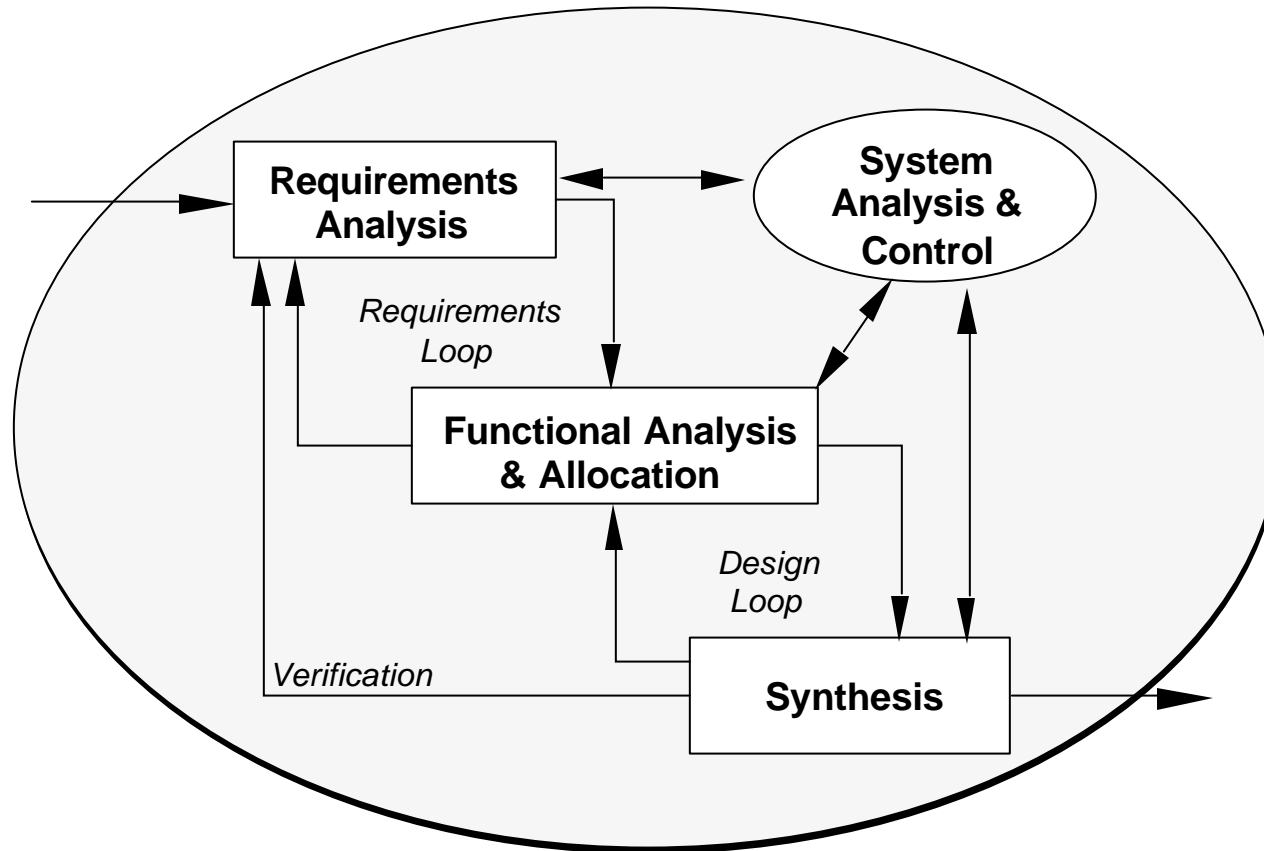 Requirements
Analysis
System
Analysis &
Control
Requirements
Loop
Functional Analysis
& Allocation
Design
Loop
Verification
Synthesis